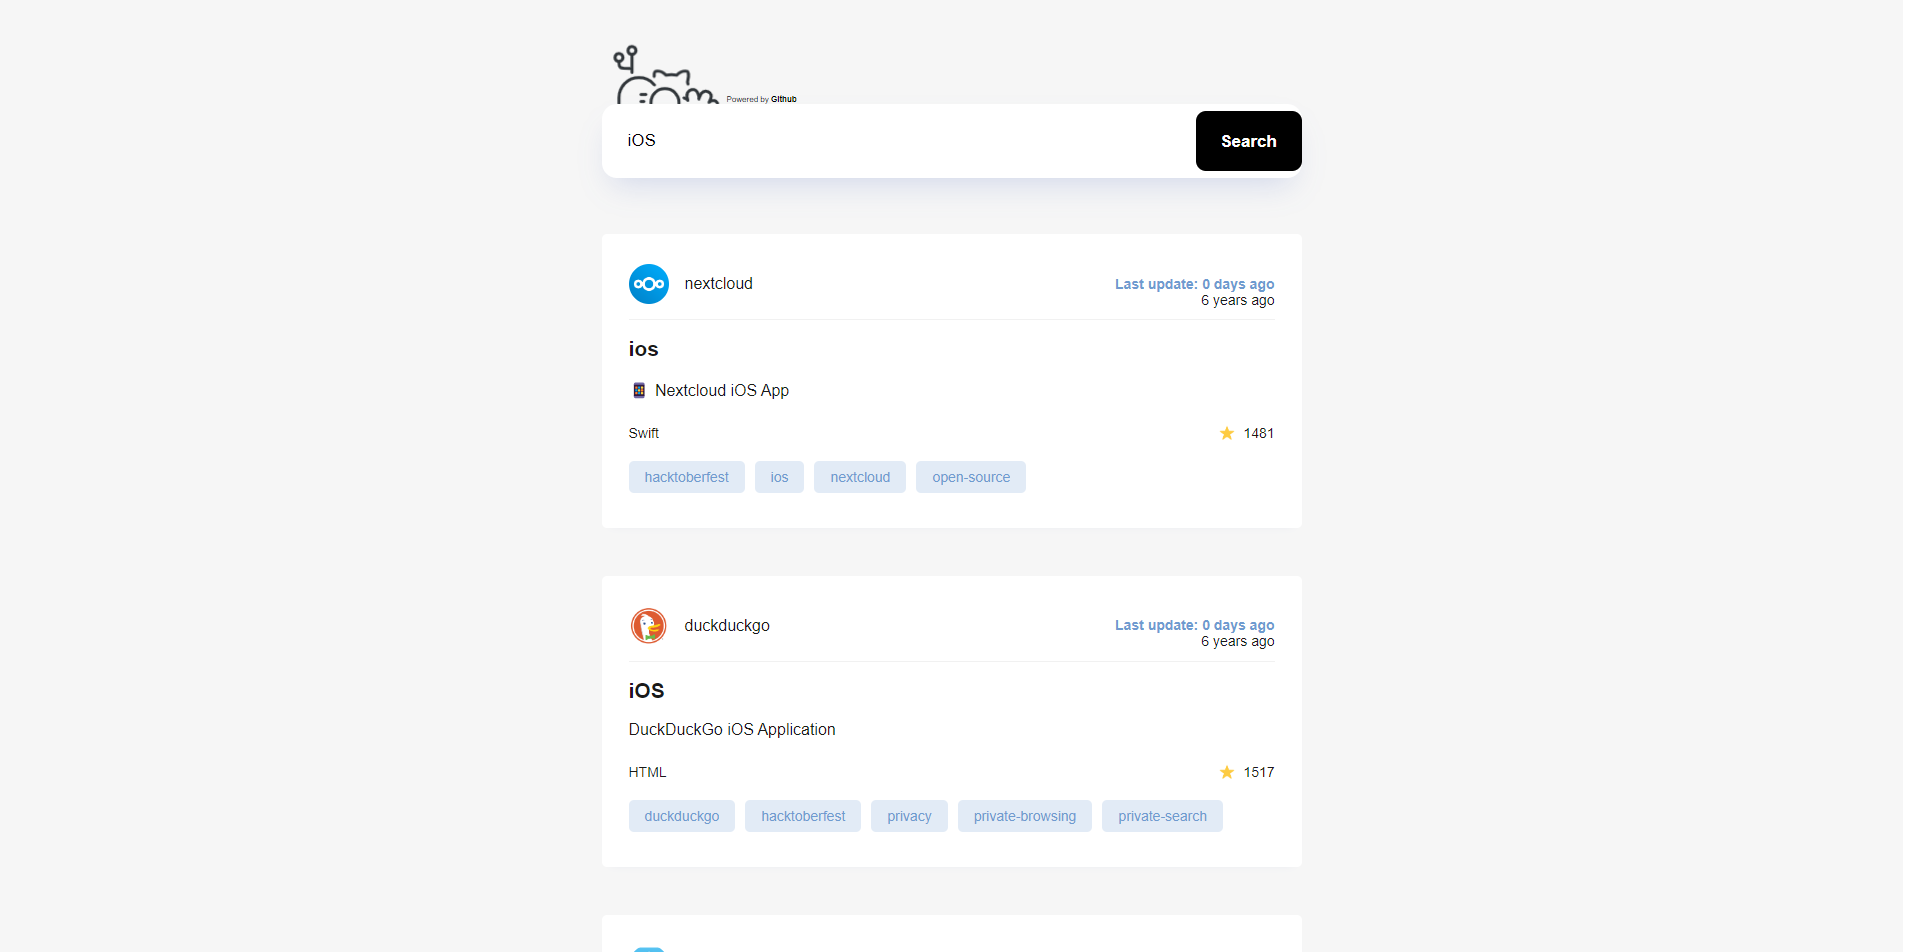 Powered by Github
iOS
Search
nextcloud
Last update: 0 days ago
6 years ago
ios
Nextcloud iOS App
Swift
1481
hacktoberfest ios nextcloud open-source
duckduckgo
Last update: 0 days ago
6 years ago
iOS
DuckDuckGo iOS Application
HTML
1517
duckduckgo hacktoberfest privacy private-browsing private-search